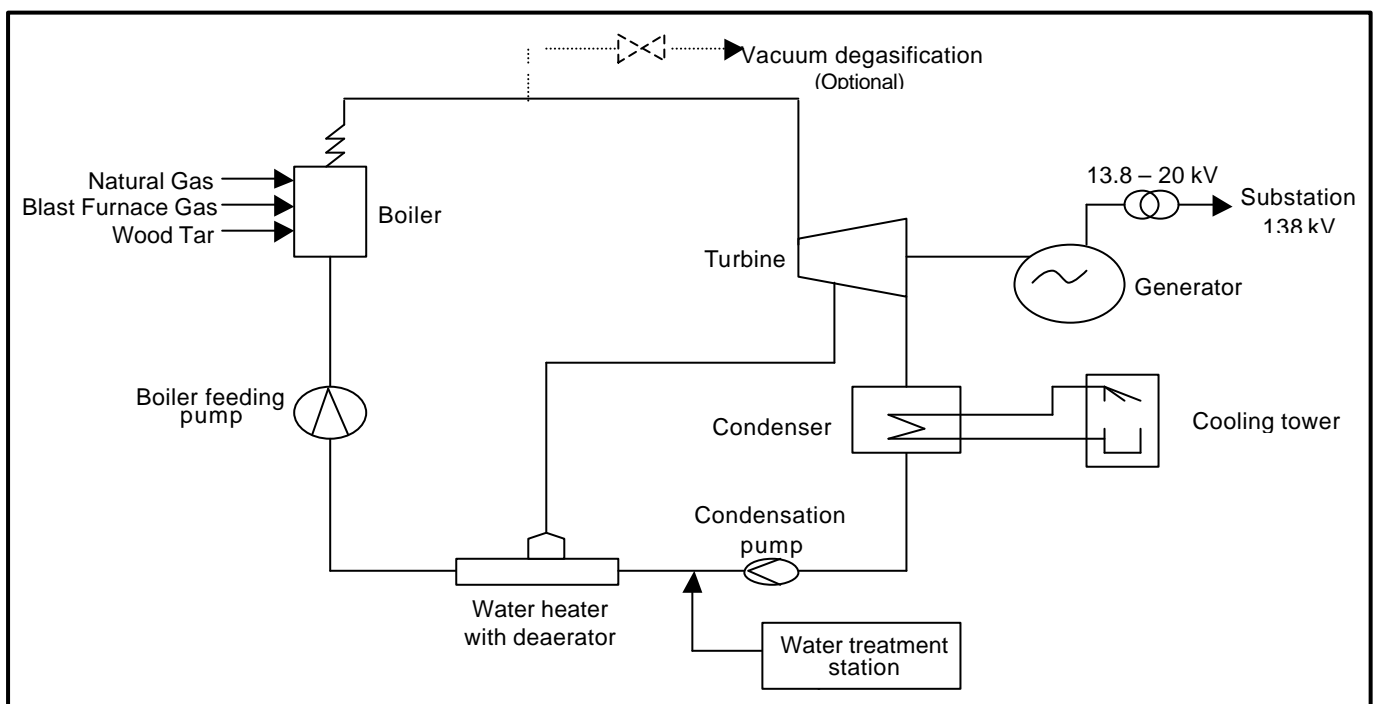 Vacuum degasification
(Optional)
Natural Gas
Blast Furnace Gas
Wood Tar
Boiler
13.8 – 20 kV
Substation
138 kV
Turbine
Generator
Boiler feeding
pump
Condenser
Cooling tower
Condensation
pump
Water heater
with deaerator
Water treatment
station